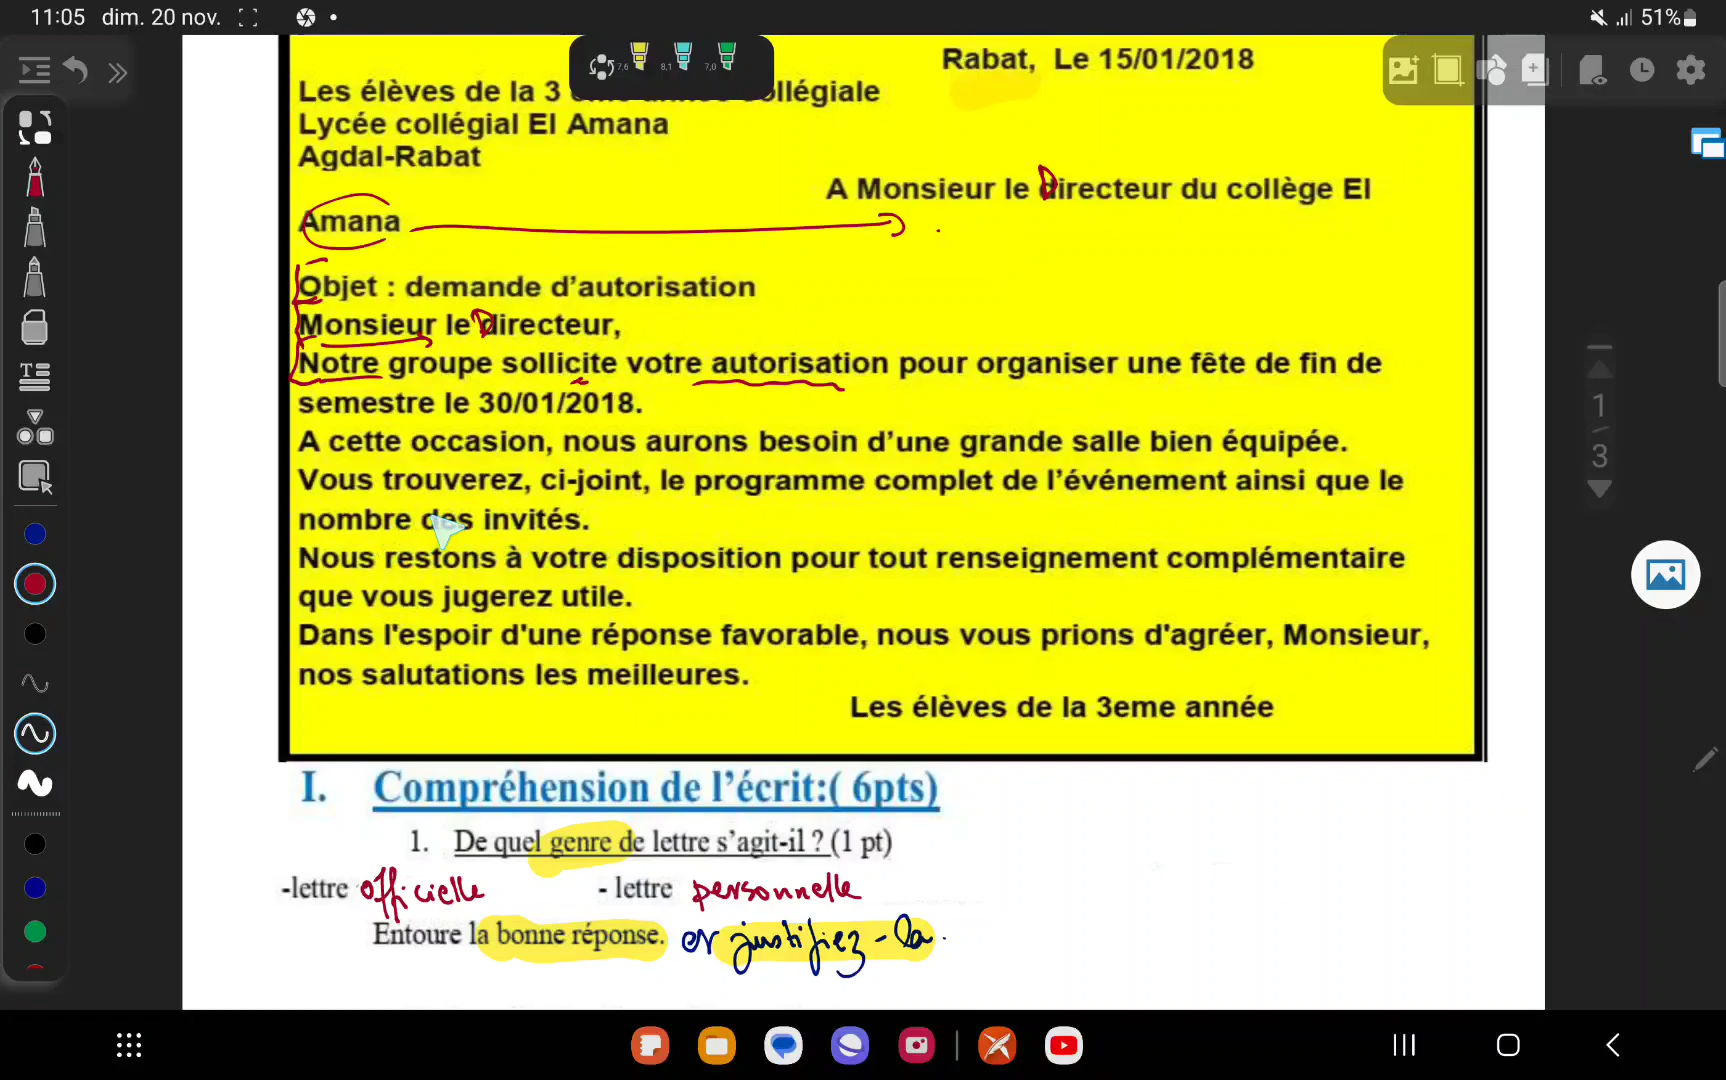 11:05 dim. 20 nov.
51%
7,6 8,1 7,0
Rabat, Le 15/01/2018
Les élèves de la 3 collégiale
Lycée collégial El Amana
Agdal-Rabat
A Monsieur le Directeur du collège El
Amana
Objet : demande d'autorisation
Monsieur le Directeur,
Notre groupe sollicite votre autorisation pour organiser une fête de fin de
semestre le 30/01/2018.
A cette occasion, nous aurons besoin d'une grande salle bien équipée.
Vous trouverez, ci-joint, le programme complet de l'événement ainsi que le
nombre des invités.
Nous restons à votre disposition pour tout renseignement complémentaire
que vous jugerez utile.
Dans l'espoir d'une réponse favorable, nous vous prions d'agréer, Monsieur,
nos salutations les meilleures.
Les élèves de la 3eme année
I. Compréhension de l'écrit:( 6pts)
1. De quel genre de lettre s'agit-il ? (1 pt)
-lettre officielle - lettre personnelle
Entoure la bonne réponse. et justifiez-la.
1
/
3